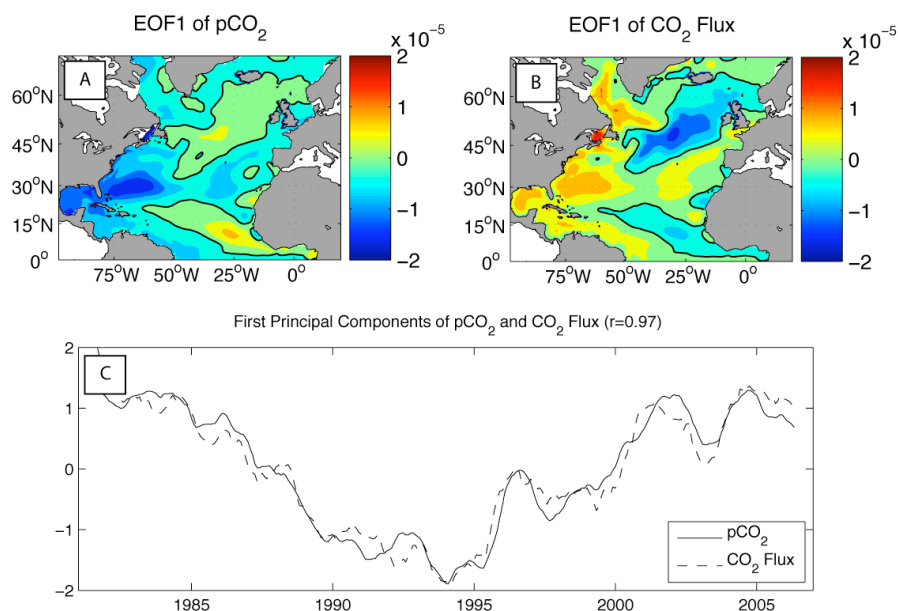 EOF1 of pCO₂
EOF1 of CO₂ Flux
x 10⁻⁵
x 10⁻⁵
A
B
60°N
45°N
30°N
15°N
0°
75°W 50°W 25°W 0°
2
1
0
−1
−2
60°N
45°N
30°N
15°N
0°
75°W 50°W 25°W 0°
2
1
0
−1
−2
First Principal Components of pCO₂ and CO₂ Flux (r=0.97)
C
2
1
0
−1
−2
1985 1990 1995 2000 2005
pCO₂
CO₂ Flux